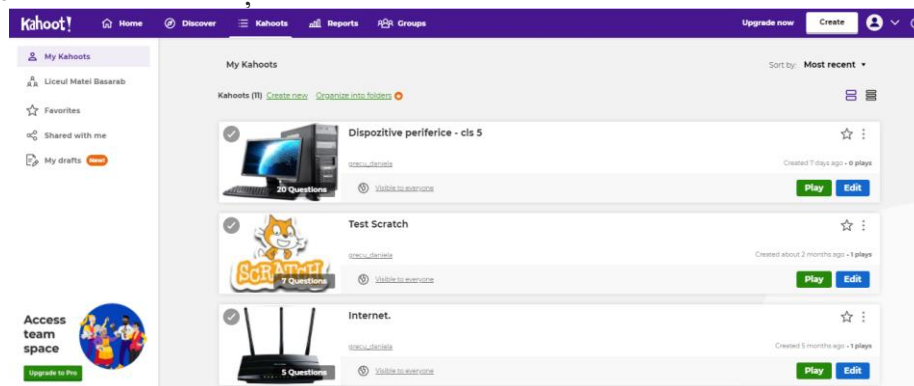 Kahoot! Home Discover Kahoots Reports Groups Upgrade now Create
My Kahoots
Liceul Matei Basarab
Favorites
Shared with me
My drafts New!
Access
team
space
Upgrade to Pro
My Kahoots Sort by: Most recent
Kahoots (11) Create new Organize into folders
Dispozitive periferice - cls 5
grecu_daniela Created 7 days ago • 0 plays
20 Questions Visible to everyone Play Edit
Test Scratch
grecu_daniela Created about 2 months ago • 1 plays
SCRATCH
7 Questions Visible to everyone Play Edit
Internet.
grecu_daniela Created 5 months ago • 1 plays
5 Questions Visible to everyone Play Edit